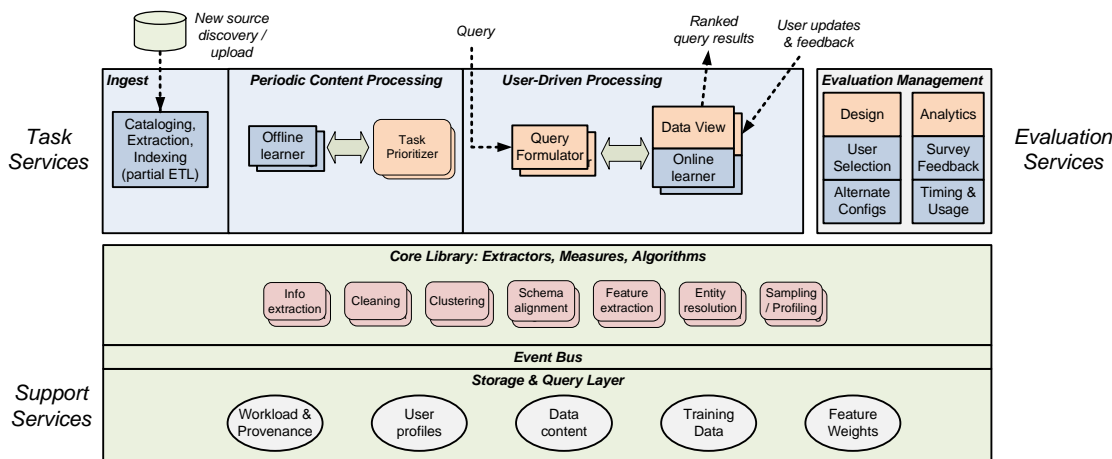 New source
discovery /
upload
Query
Ranked
query results
User updates
& feedback
Task
Services
Ingest
Cataloging,
Extraction,
Indexing
(partial ETL)
Periodic Content Processing
Offline
learner
Task
Prioritizer
User-Driven Processing
Query
Formulator
Data View
Online
learner
Evaluation Management
Design
User
Selection
Alternate
Configs
Analytics
Survey
Feedback
Timing &
Usage
Evaluation
Services
Core Library: Extractors, Measures, Algorithms
Info
extraction
Cleaning
Clustering
Schema
alignment
Feature
extraction
Entity
resolution
Sampling
/ Profiling
Event Bus
Support
Services
Storage & Query Layer
Workload &
Provenance
User
profiles
Data
content
Training
Data
Feature
Weights